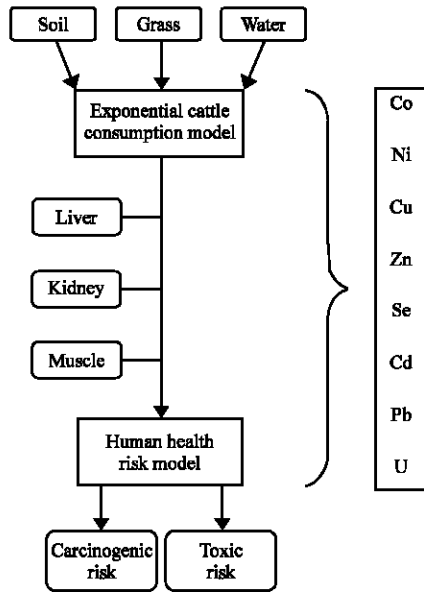 Soil
Grass
Water
Exponential cattle
consumption model
Liver
Kidney
Muscle
Human health
risk model
Carcinogenic
risk
Toxic
risk
Co
Ni
Cu
Zn
Se
Cd
Pb
U